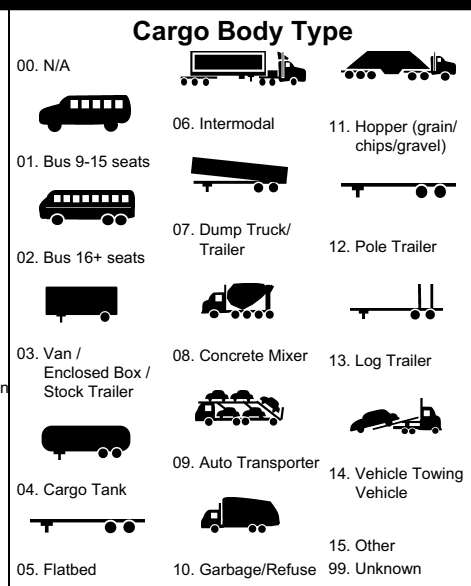 Cargo Body Type
00. N/A
01. Bus 9-15 seats
02. Bus 16+ seats
03. Van /
Enclosed Box /
Stock Trailer
n
04. Cargo Tank
05. Flatbed
06. Intermodal
07. Dump Truck/
Trailer
08. Concrete Mixer
09. Auto Transporter
10. Garbage/Refuse
11. Hopper (grain/
chips/gravel)
12. Pole Trailer
13. Log Trailer
14. Vehicle Towing
Vehicle
15. Other
99. Unknown